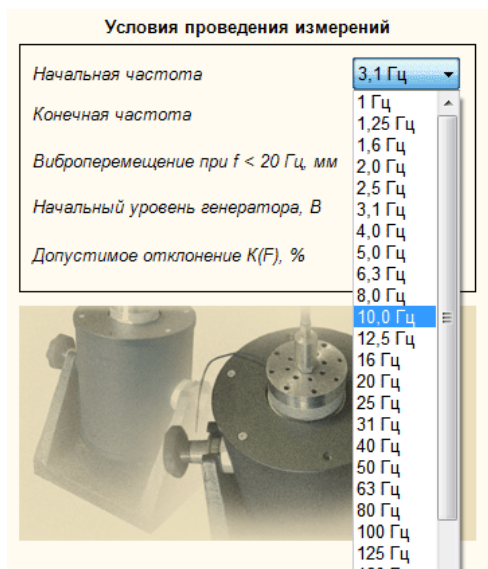 Условия проведения измерений
Начальная частота
3,1 Гц
Конечная частота
Виброперемещение при f < 20 Гц, мм
Начальный уровень генератора, В
Допустимое отклонение K(F), %
1 Гц
1,25 Гц
1,6 Гц
2,0 Гц
2,5 Гц
3,1 Гц
4,0 Гц
5,0 Гц
6,3 Гц
8,0 Гц
10,0 Гц
12,5 Гц
16 Гц
20 Гц
25 Гц
31 Гц
40 Гц
50 Гц
63 Гц
80 Гц
100 Гц
125 Гц